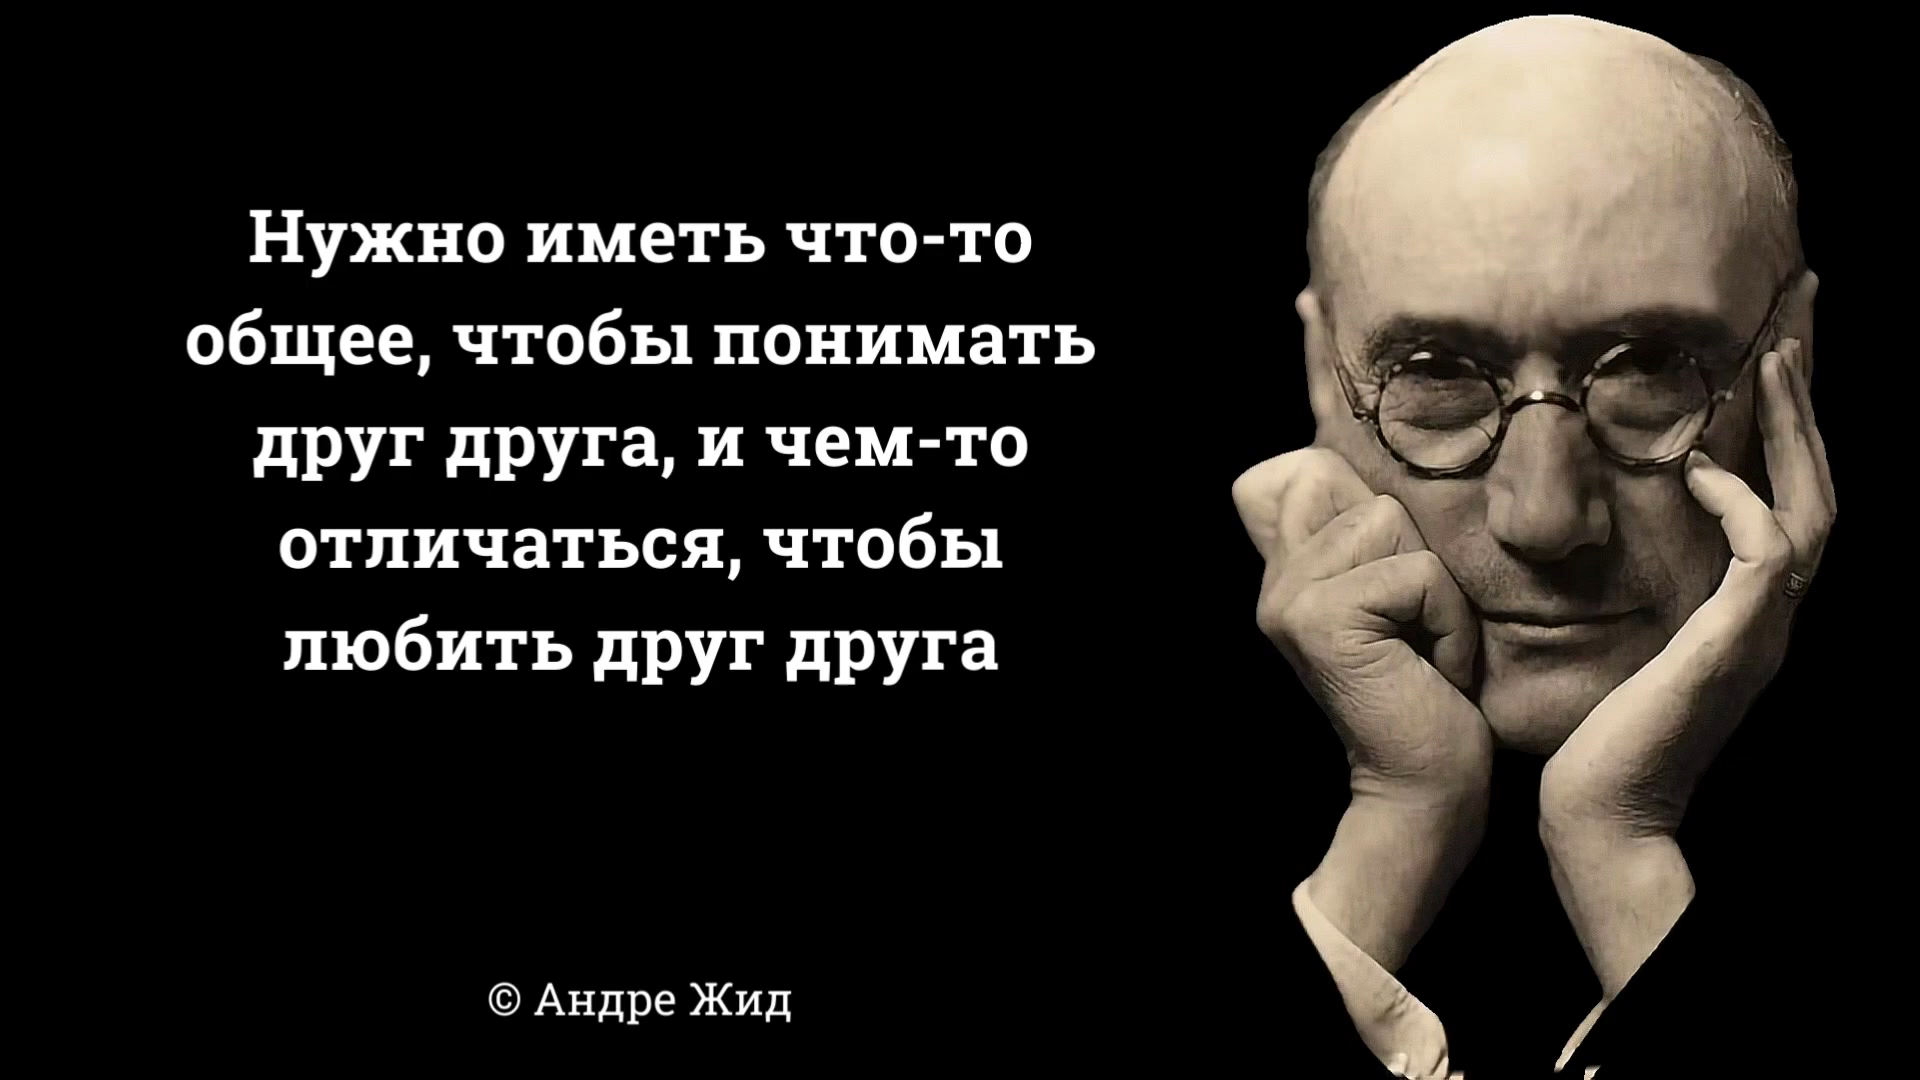 Нужно иметь что-то
общее, чтобы понимать
друг друга, и чем-то
отличаться, чтобы
любить друг друга
© Андре Жид